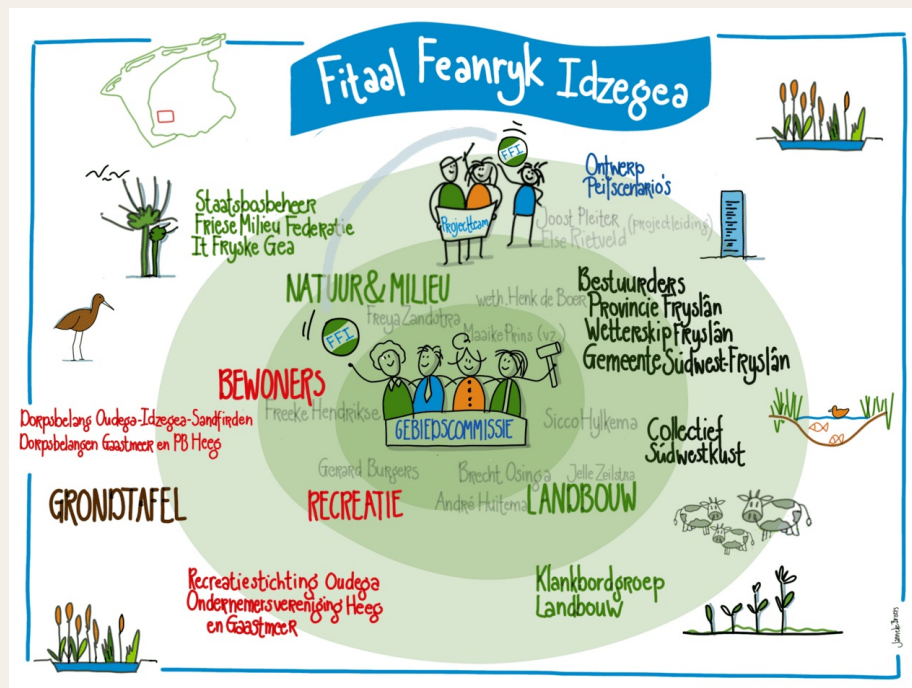 Fitaal Feanryk Idzegea
FFI
Projectteam
Ontwerp
Peilscenario's
Joost Pleiter (projectleiding)
Else Rietveld
Staatsbosbeheer
Friese Milieu Federatie
It Fryske Gea
NATUUR & MILIEU
Freya Zandstra
weth. Henk de Boer
Maaike Prins (vz.)
Bestuurders
Provincie Fryslân
Wetterskip Fryslân
Gemeente Súdwest-Fryslân
FFI
BEWONERS
Dorpsbelang Oudega-Idzegea-Sandfirden
Dorpsbelangen Gaastmeer en PB Heeg
Freeke Hendrikse
GEBIEDSCOMMISSIE
Sicco Hylkema
Collectief
Súdwestkust
Gerard Burgers
Brecht Osinga
Jelle Zeilstra
André Huitema
GRONDTAFEL
RECREATIE
LANDBOUW
Recreatiestichting Oudega
Ondernemersvereniging Heeg
en Gaastmeer
Klankbordgroep
Landbouw